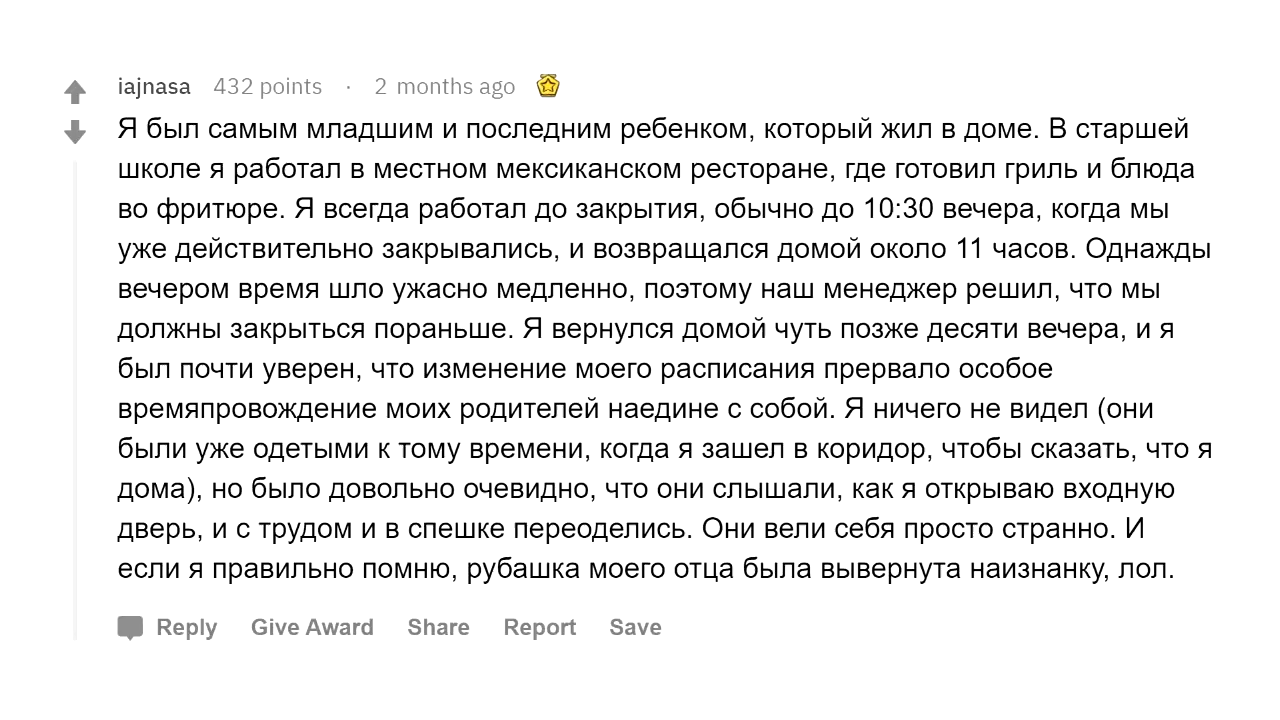 iajnasa 432 points · 2 months ago
Я был самым младшим и последним ребенком, который жил в доме. В старшей
школе я работал в местном мексиканском ресторане, где готовил гриль и блюда
во фритюре. Я всегда работал до закрытия, обычно до 10:30 вечера, когда мы
уже действительно закрывались, и возвращался домой около 11 часов. Однажды
вечером время шло ужасно медленно, поэтому наш менеджер решил, что мы
должны закрыться пораньше. Я вернулся домой чуть позже десяти вечера, и я
был почти уверен, что изменение моего расписания прервало особое
времяпровождение моих родителей наедине с собой. Я ничего не видел (они
были уже одетыми к тому времени, когда я зашел в коридор, чтобы сказать, что я
дома), но было довольно очевидно, что они слышали, как я открываю входную
дверь, и с трудом и в спешке переоделись. Они вели себя просто странно. И
если я правильно помню, рубашка моего отца была вывернута наизнанку, лол.
Reply Give Award Share Report Save